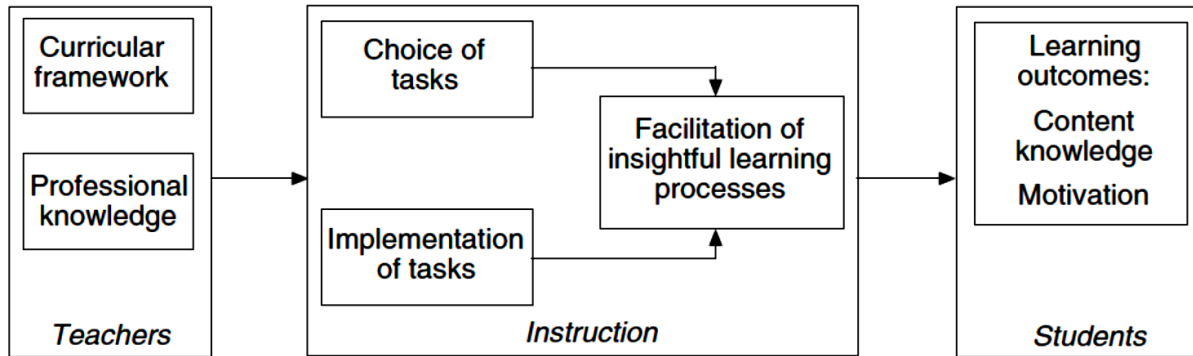 Curricular
framework
Professional
knowledge
Teachers
Choice of
tasks
Implementation
of tasks
Facilitation of
insightful learning
processes
Instruction
Learning
outcomes:
Content
knowledge
Motivation
Students